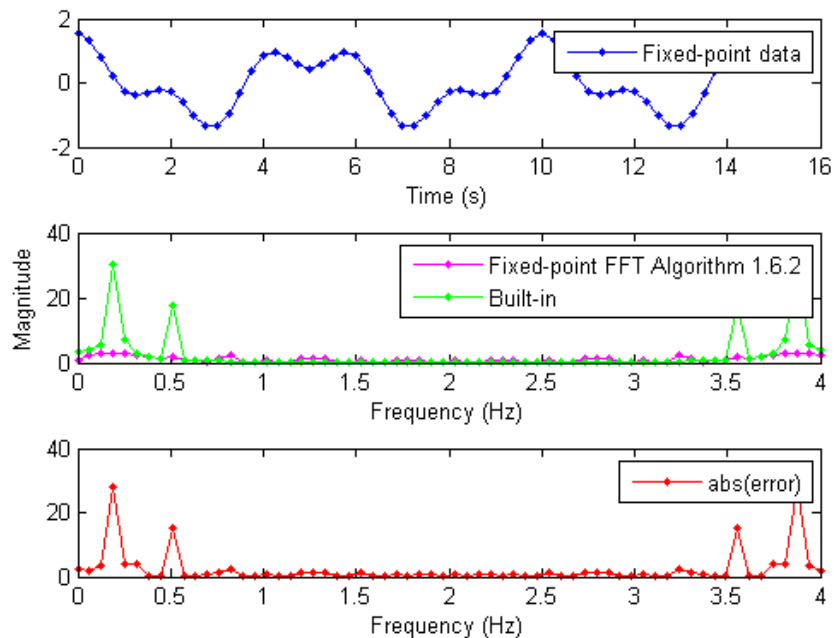 2
0
-2
Fixed-point data
0 2 4 6 8 10 12 14 16
Time (s)
40
20
0
Magnitude
Fixed-point FFT Algorithm 1.6.2
Built-in
0 0.5 1 1.5 2 2.5 3 3.5 4
Frequency (Hz)
40
20
0
abs(error)
0 0.5 1 1.5 2 2.5 3 3.5 4
Frequency (Hz)